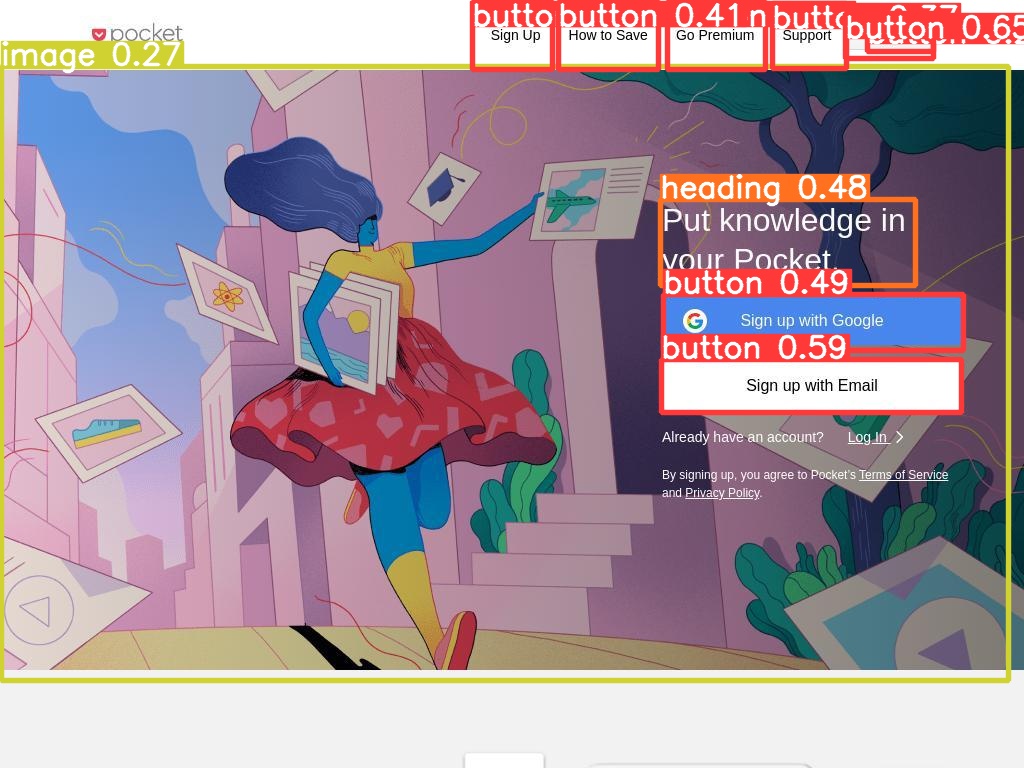 pocket
butto
button 0.41
n
butto
0.37
button 0.65
Sign Up
How to Save
Go Premium
Support
image 0.27
heading 0.48
Put knowledge in
your Pocket.
button 0.49
Sign up with Google
button 0.59
Sign up with Email
Already have an account? Log In
By signing up, you agree to Pocket's Terms of Service
and Privacy Policy.